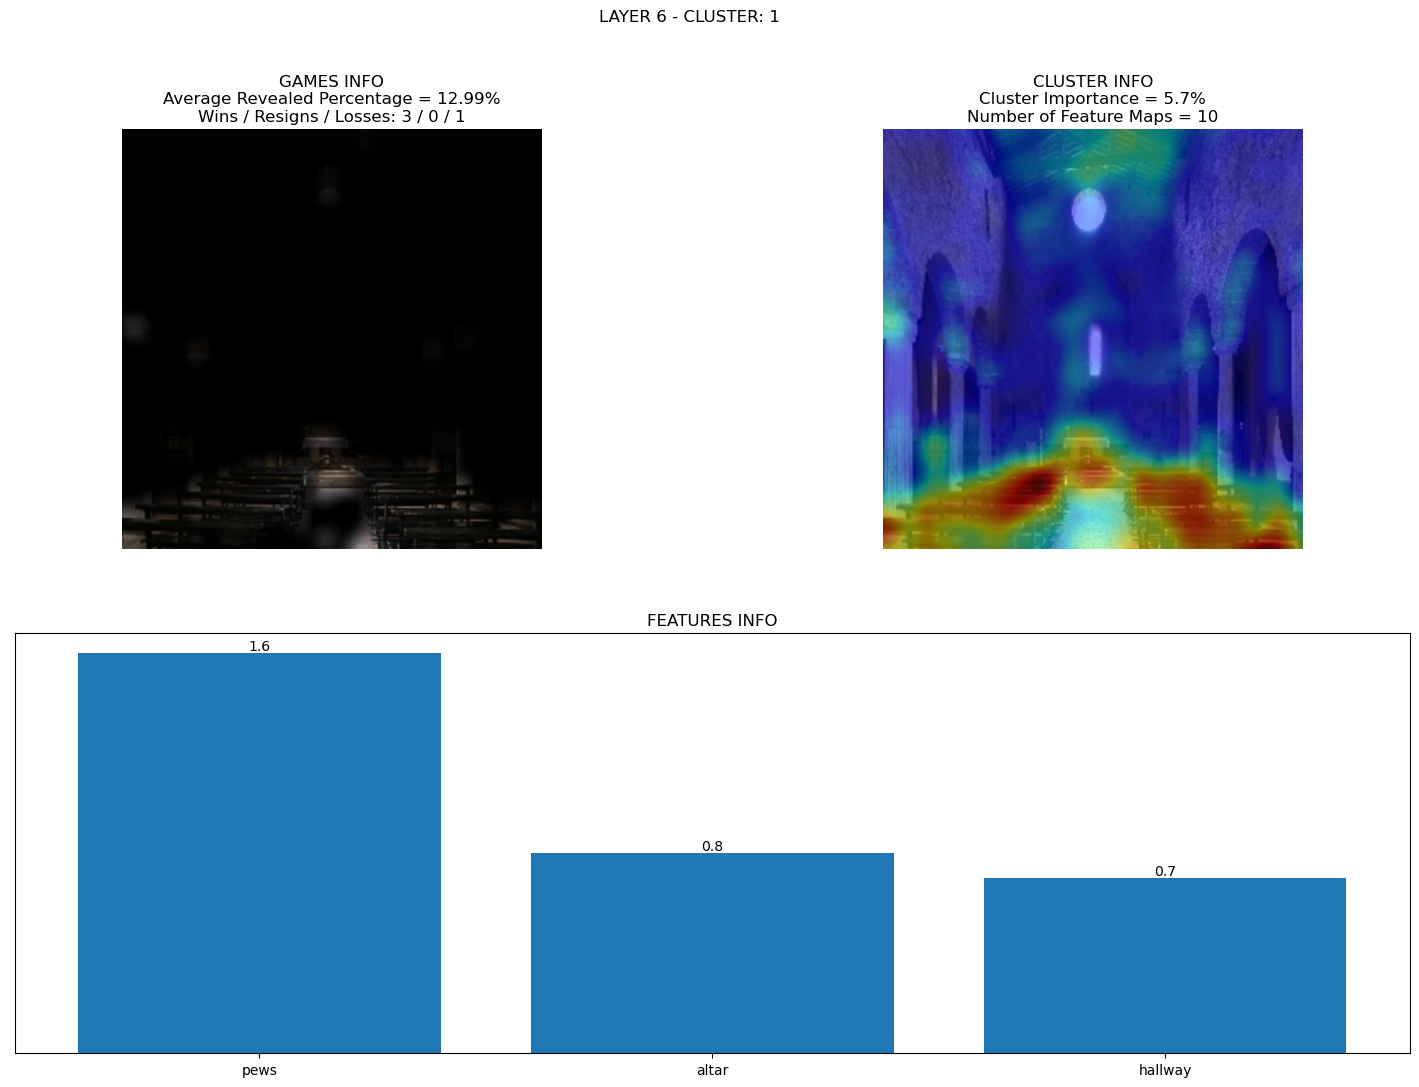 LAYER 6 - CLUSTER: 1
GAMES INFO
Average Revealed Percentage = 12.99%
Wins / Resigns / Losses: 3 / 0 / 1
CLUSTER INFO
Cluster Importance = 5.7%
Number of Feature Maps = 10
FEATURES INFO
1.6
0.8
0.7
pews
altar
hallway